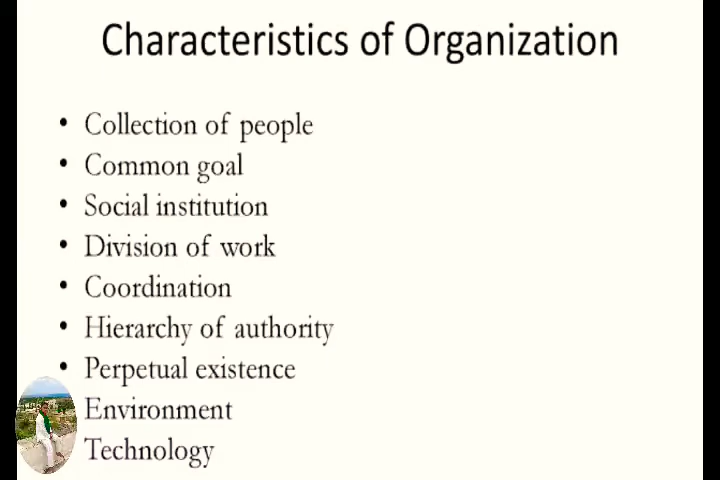 Characteristics of Organization
• Collection of people
• Common goal
• Social institution
• Division of work
• Coordination
• Hierarchy of authority
• Perpetual existence
Environment
Technology